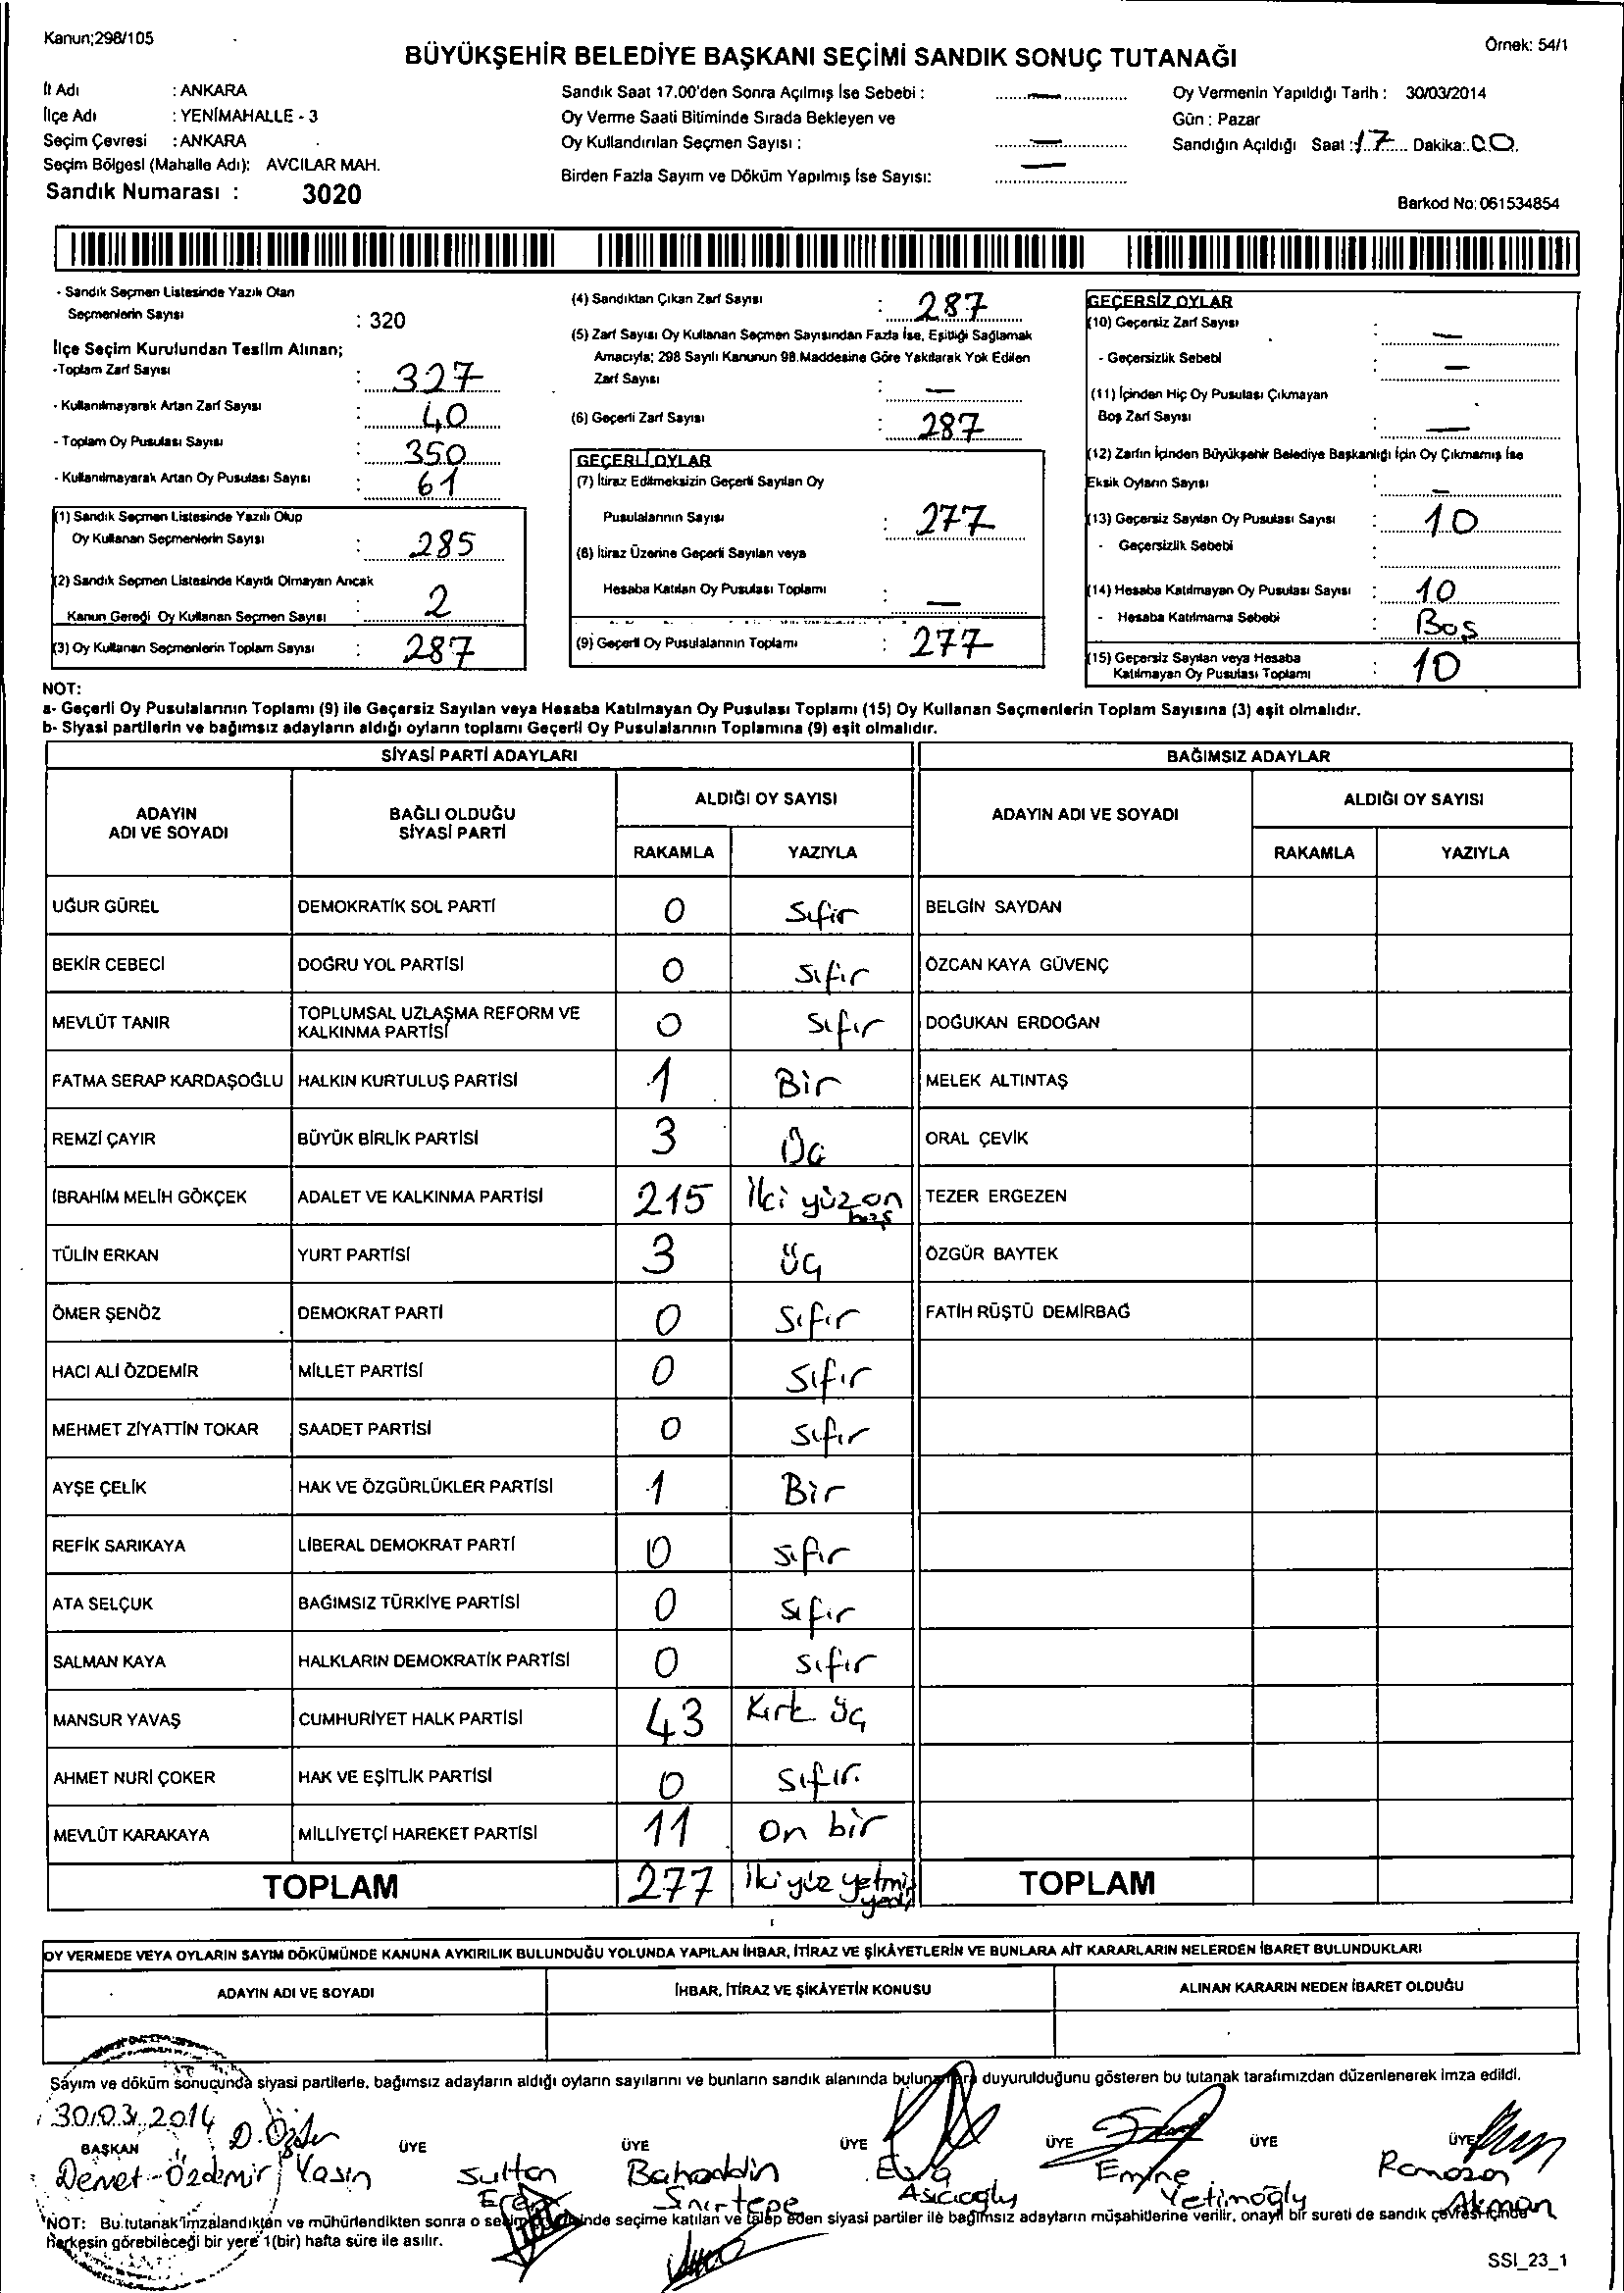 Kanun;298/105
Örnek: 54/1
BÜYÜKŞEHİR BELEDİYE BAŞKANI SEÇİMİ SANDIK SONUÇ TUTANAĞI
İl Adı : ANKARA
İlçe Adı : YENİMAHALLE - 3
Seçim Çevresi : ANKARA
Seçim Bölgesi (Mahalle Adı): AVCILAR MAH.
Sandık Numarası : 3020
Sandık Saat 17.00'den Sonra Açılmış İse Sebebi : —
Oy Verme Saati Bitiminde Sırada Bekleyen ve
Oy Kullandırılan Seçmen Sayısı : —
Birden Fazla Sayım ve Döküm Yapılmış İse Sayısı: —
Oy Vermenin Yapıldığı Tarih : 30/03/2014
Gün : Pazar
Sandığın Açıldığı Saat : 17 Dakika: 00
Barkod No: 061534854
- Sandık Seçmen Listesinde Yazılı Olan
Seçmenlerin Sayısı : 320
İlçe Seçim Kurulundan Teslim Alınan;
-Toplam Zarf Sayısı : 327
- Kullanılmayarak Artan Zarf Sayısı : 40
- Toplam Oy Pusulası Sayısı : 350
- Kullanılmayarak Artan Oy Pusulası Sayısı : 61
(1) Sandık Seçmen Listesinde Yazılı Olup
Oy Kullanan Seçmenlerin Sayısı : 285
(2) Sandık Seçmen Listesinde Kayıtlı Olmayan Ancak
Kanun Gereği Oy Kullanan Seçmen Sayısı : 2
(3) Oy Kullanan Seçmenlerin Toplam Sayısı : 287
(4) Sandıktan Çıkan Zarf Sayısı : 287
(5) Zarf Sayısı Oy Kullanan Seçmen Sayısından Fazla İse, Eşitliği Sağlamak
Amacıyla; 298 Sayılı Kanunun 98.Maddesine Göre Yakılarak Yok Edilen
Zarf Sayısı : —
(6) Geçerli Zarf Sayısı : 287
GEÇERLİ OYLAR
(7) İtiraz Edilmeksizin Geçerli Sayılan Oy
Pusulalarının Sayısı : 277
(8) İtiraz Üzerine Geçerli Sayılan veya
Hesaba Katılan Oy Pusulası Toplamı : —
(9) Geçerli Oy Pusulalarının Toplamı : 277
GEÇERSİZ OYLAR
(10) Geçersiz Zarf Sayısı : —
- Geçersizlik Sebebi : —
(11) İçinden Hiç Oy Pusulası Çıkmayan
Boş Zarf Sayısı : —
(12) Zarfın İçinden Büyükşehir Belediye Başkanlığı İçin Oy Çıkmamış İse
Eksik Oyların Sayısı : —
(13) Geçersiz Sayılan Oy Pusulası Sayısı : 10
- Geçersizlik Sebebi :
(14) Hesaba Katılmayan Oy Pusulası Sayısı : 10
- Hesaba Katılmama Sebebi : Boş
(15) Geçersiz Sayılan veya Hesaba
Katılmayan Oy Pusulası Toplamı : 10
NOT:
a- Geçerli Oy Pusulalarının Toplamı (9) ile Geçersiz Sayılan veya Hesaba Katılmayan Oy Pusulası Toplamı (15) Oy Kullanan Seçmenlerin Toplam Sayısına (3) eşit olmalıdır.
b- Siyasi partilerin ve bağımsız adayların aldığı oyların toplamı Geçerli Oy Pusulalarının Toplamına (9) eşit olmalıdır.
SİYASİ PARTİ ADAYLARI BAĞIMSIZ ADAYLAR
ADAYIN ADI VE SOYADI BAĞLI OLDUĞU SİYASİ PARTİ ALDIĞI OY SAYISI ADAYIN ADI VE SOYADI ALDIĞI OY SAYISI
RAKAMLA YAZIYLA RAKAMLA YAZIYLA
UĞUR GÜREL DEMOKRATİK SOL PARTİ 0 Sıfır BELGİN SAYDAN
BEKİR CEBECİ DOĞRU YOL PARTİSİ 0 Sıfır ÖZCAN KAYA GÜVENÇ
MEVLÜT TANIR TOPLUMSAL UZLAŞMA REFORM VE KALKINMA PARTİSİ 0 Sıfır DOĞUKAN ERDOĞAN
FATMA SERAP KARDAŞOĞLU HALKIN KURTULUŞ PARTİSİ 1 Bir MELEK ALTINTAŞ
REMZİ ÇAYIR BÜYÜK BİRLİK PARTİSİ 3 Üç ORAL ÇEVİK
İBRAHİM MELİH GÖKÇEK ADALET VE KALKINMA PARTİSİ 215 İki yüz on beş TEZER ERGEZEN
TÜLİN ERKAN YURT PARTİSİ 3 üç ÖZGÜR BAYTEK
ÖMER ŞENÖZ DEMOKRAT PARTİ 0 Sıfır FATİH RÜŞTÜ DEMİRBAĞ
HACI ALİ ÖZDEMİR MİLLET PARTİSİ 0 Sıfır
MEHMET ZİYATTİN TOKAR SAADET PARTİSİ 0 Sıfır
AYŞE ÇELİK HAK VE ÖZGÜRLÜKLER PARTİSİ 1 Bir
REFİK SARIKAYA LİBERAL DEMOKRAT PARTİ 0 Sıfır
ATA SELÇUK BAĞIMSIZ TÜRKİYE PARTİSİ 0 Sıfır
SALMAN KAYA HALKLARIN DEMOKRATİK PARTİSİ 0 Sıfır
MANSUR YAVAŞ CUMHURİYET HALK PARTİSİ 43 Kırk üç
AHMET NURİ ÇOKER HAK VE EŞİTLİK PARTİSİ 0 Sıfır.
MEVLÜT KARAKAYA MİLLİYETÇİ HAREKET PARTİSİ 11 On bir
TOPLAM 277 İki yüz yetmiş yedi TOPLAM
OY VERMEDE VEYA OYLARIN SAYIM DÖKÜMÜNDE KANUNA AYKIRILIK BULUNDUĞU YOLUNDA YAPILAN İHBAR, İTİRAZ VE ŞİKÂYETLERİN VE BUNLARA AİT KARARLARIN NELERDEN İBARET BULUNDUKLARI
ADAYIN ADI VE SOYADI İHBAR, İTİRAZ VE ŞİKÂYETİN KONUSU ALINAN KARARIN NEDEN İBARET OLDUĞU
Sayım ve döküm sonucunda siyasi partilerle, bağımsız adayların aldığı oyların sayılarını ve bunların sandık alanında bulunanlara duyurulduğunu gösteren bu tutanak tarafımızdan düzenlenerek imza edildi.
30/03/2014
BAŞKAN ÜYE ÜYE ÜYE ÜYE ÜYE ÜYE
D. Özdemir Yasin Sultan Bahaddin Esra Emine Ramazan
Sınırtepe Aşcıoğlu Yetimoğlu Akman
NOT: Bu tutanak imzalandıktan ve mühürlendikten sonra o seçim seçime katılan ve talep eden siyasi partiler ile bağımsız adayların müşahitlerine verilir, onaylı bir sureti de sandık çevresi içinde
herkesin görebileceği bir yere 1(bir) hafta süre ile asılır.
SSI_23_1